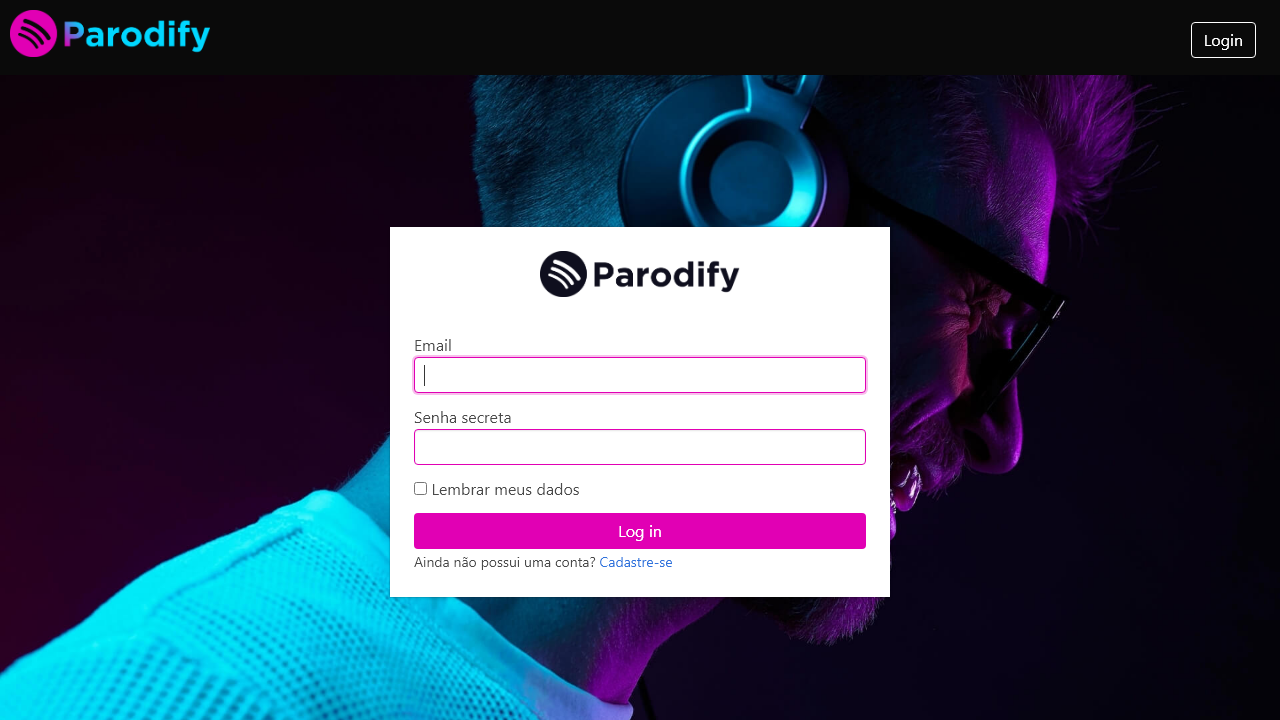 Parodify
Login
Parodify
Email
Senha secreta
Lembrar meus dados
Log in
Ainda não possui uma conta? Cadastre-se